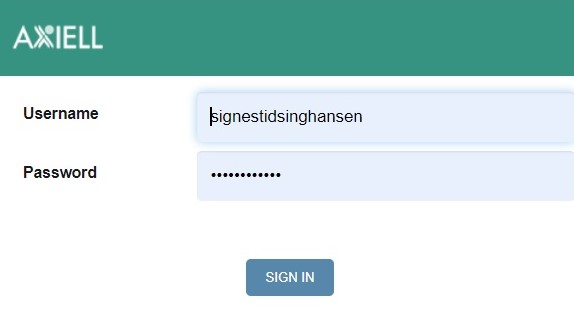 AXIELL
Username
signestidsinghansen
Password
••••••••••••
SIGN IN